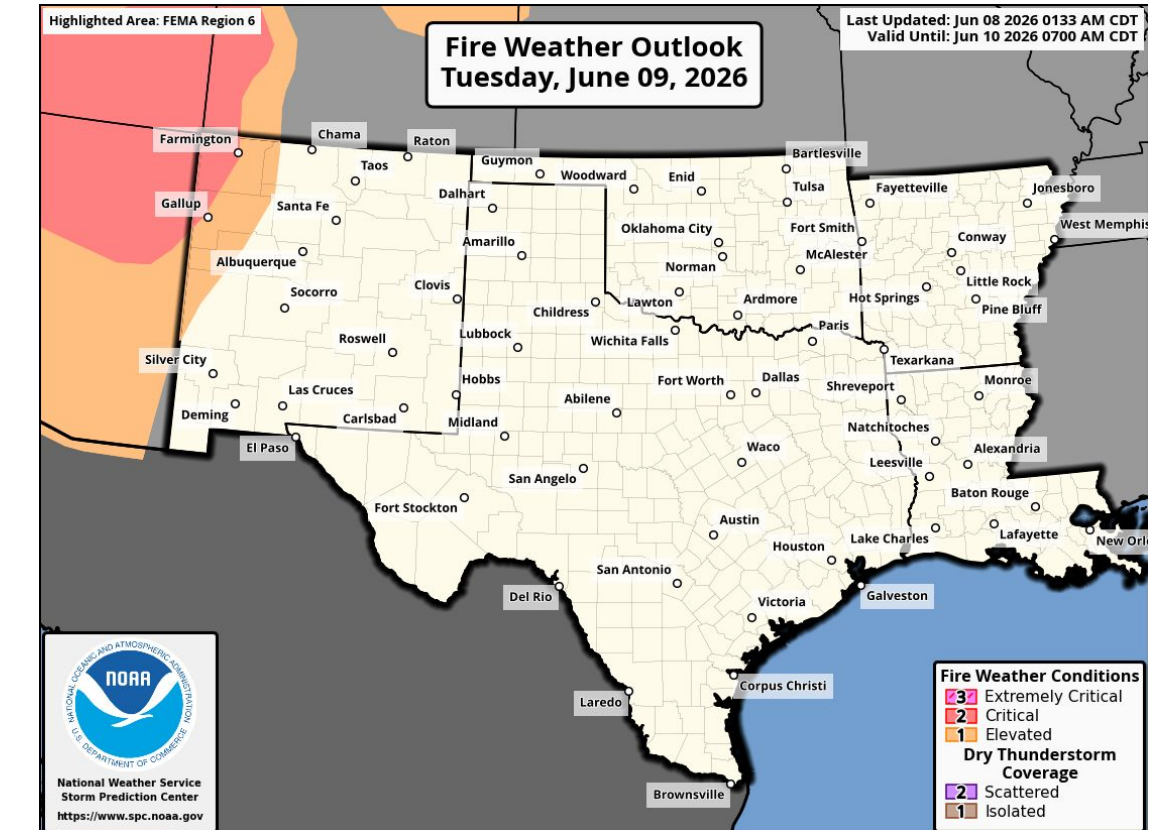 Highlighted Area: FEMA Region 6
Fire Weather Outlook
Tuesday, June 09, 2026
Last Updated: Jun 08 2026 0133 AM CDT
Valid Until: Jun 10 2026 0700 AM CDT
Farmington
Chama
Raton
Taos
Guymon
Woodward
Enid
Bartlesville
Tulsa
Fayetteville
Jonesboro
Gallup
Santa Fe
Dalhart
Oklahoma City
Fort Smith
Conway
West Memphis
Albuquerque
Amarillo
Norman
McAlester
Little Rock
Socorro
Clovis
Childress
Lawton
Ardmore
Hot Springs
Pine Bluff
Roswell
Lubbock
Wichita Falls
Paris
Texarkana
Silver City
Las Cruces
Hobbs
Abilene
Fort Worth
Dallas
Shreveport
Monroe
Deming
Carlsbad
Midland
Natchitoches
El Paso
San Angelo
Waco
Leesville
Alexandria
Fort Stockton
Baton Rouge
Austin
Houston
Lake Charles
Lafayette
New Orl
San Antonio
Del Rio
Victoria
Galveston
Laredo
Corpus Christi
Brownsville
NATIONAL OCEANIC AND ATMOSPHERIC ADMINISTRATION
NOAA
U.S. DEPARTMENT OF COMMERCE
National Weather Service
Storm Prediction Center
https://www.spc.noaa.gov
Fire Weather Conditions
3 Extremely Critical
2 Critical
1 Elevated
Dry Thunderstorm
Coverage
2 Scattered
1 Isolated